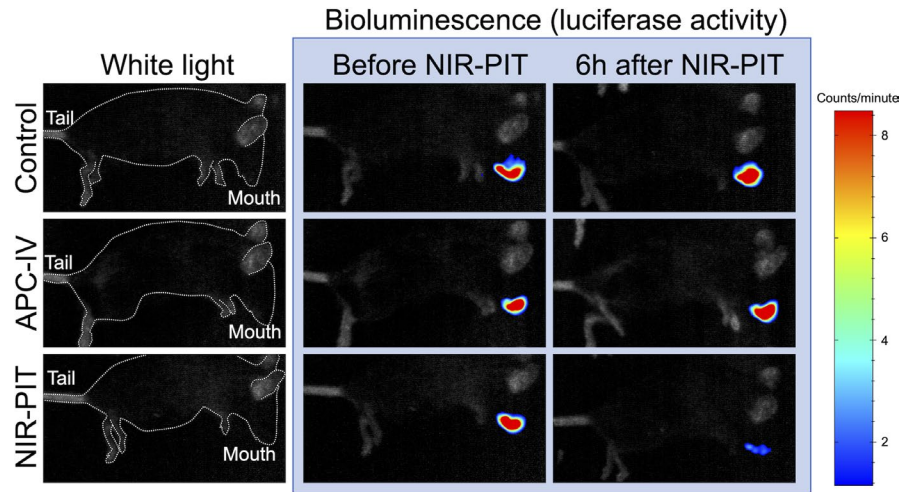 Bioluminescence (luciferase activity)
White light
Before NIR-PIT
6h after NIR-PIT
Counts/minute
Control
Tail
Mouth
APC-IV
Tail
Mouth
NIR-PIT
Tail
Mouth
8
6
4
2